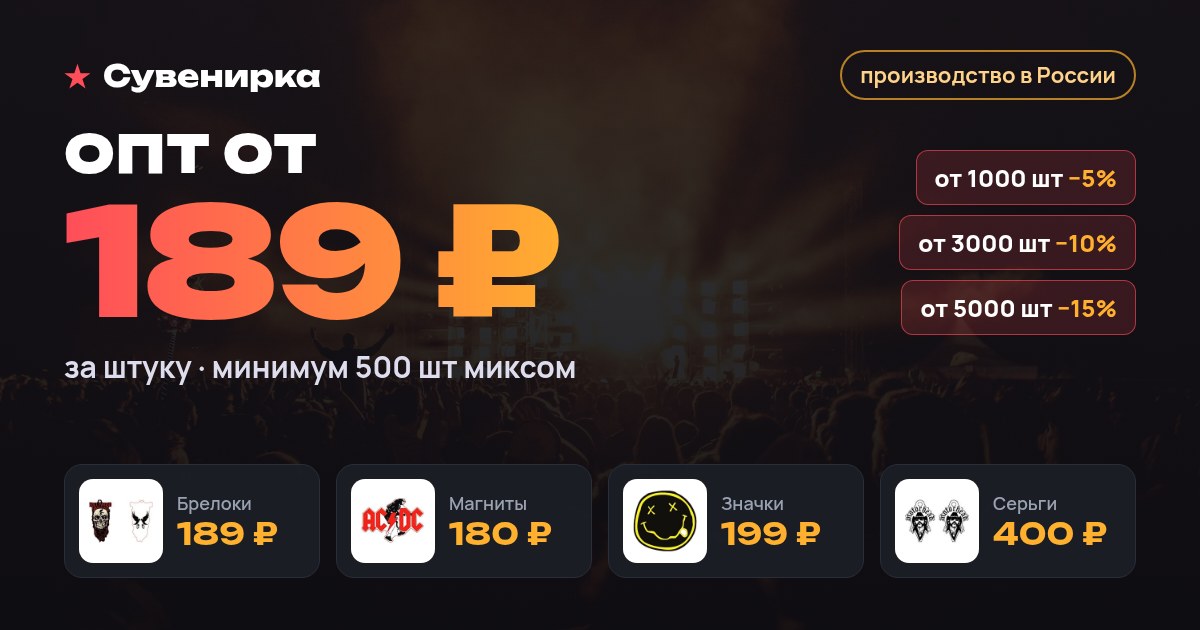 ★ Сувенирка
производство в России
ОПТ ОТ
189 ₽
за штуку · минимум 500 шт миксом
от 1000 шт −5%
от 3000 шт −10%
от 5000 шт −15%
Брелоки
189 ₽
AC DC
Магниты
180 ₽
Значки
199 ₽
Серьги
400 ₽